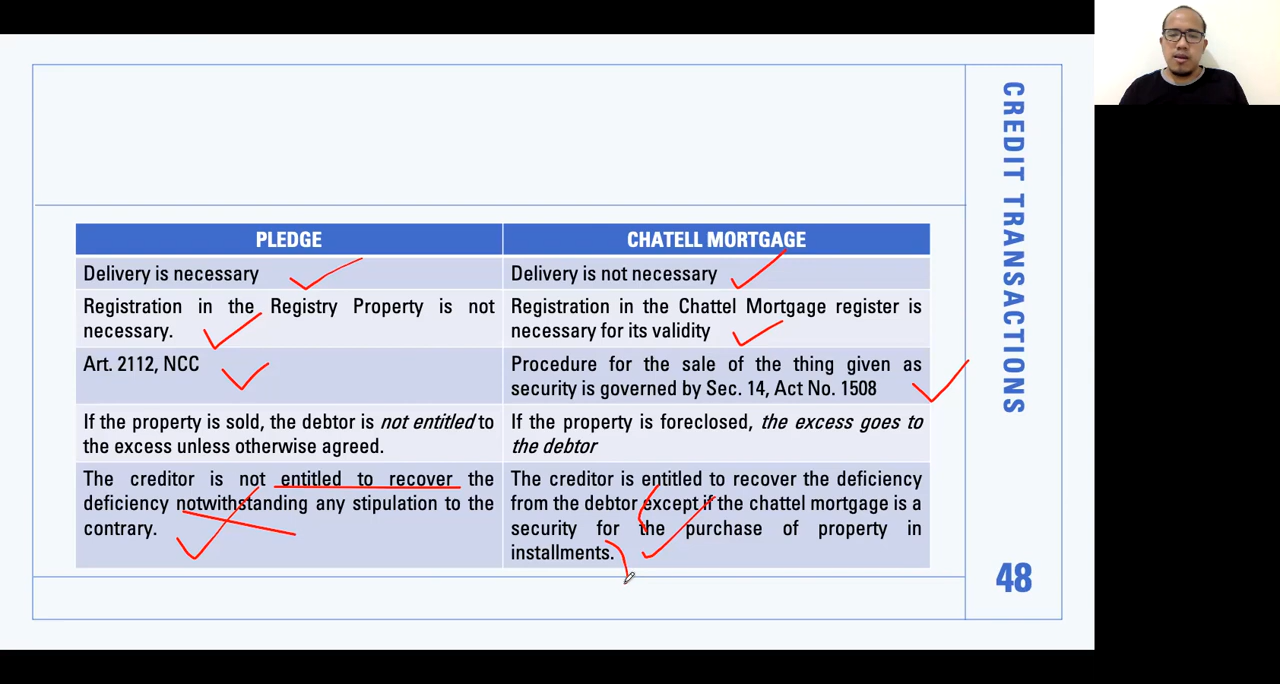 PLEDGE
CHATELL MORTGAGE
Delivery is necessary
Delivery is not necessary
Registration in the Registry Property is not
necessary.
Registration in the Chattel Mortgage register is
necessary for its validity
Art. 2112, NCC
Procedure for the sale of the thing given as
security is governed by Sec. 14, Act No. 1508
If the property is sold, the debtor is not entitled to
the excess unless otherwise agreed.
If the property is foreclosed, the excess goes to
the debtor
The creditor is not entitled to recover the
deficiency notwithstanding any stipulation to the
contrary.
The creditor is entitled to recover the deficiency
from the debtor except if the chattel mortgage is a
security for the purchase of property in
installments.
CREDIT TRANSACTIONS
48